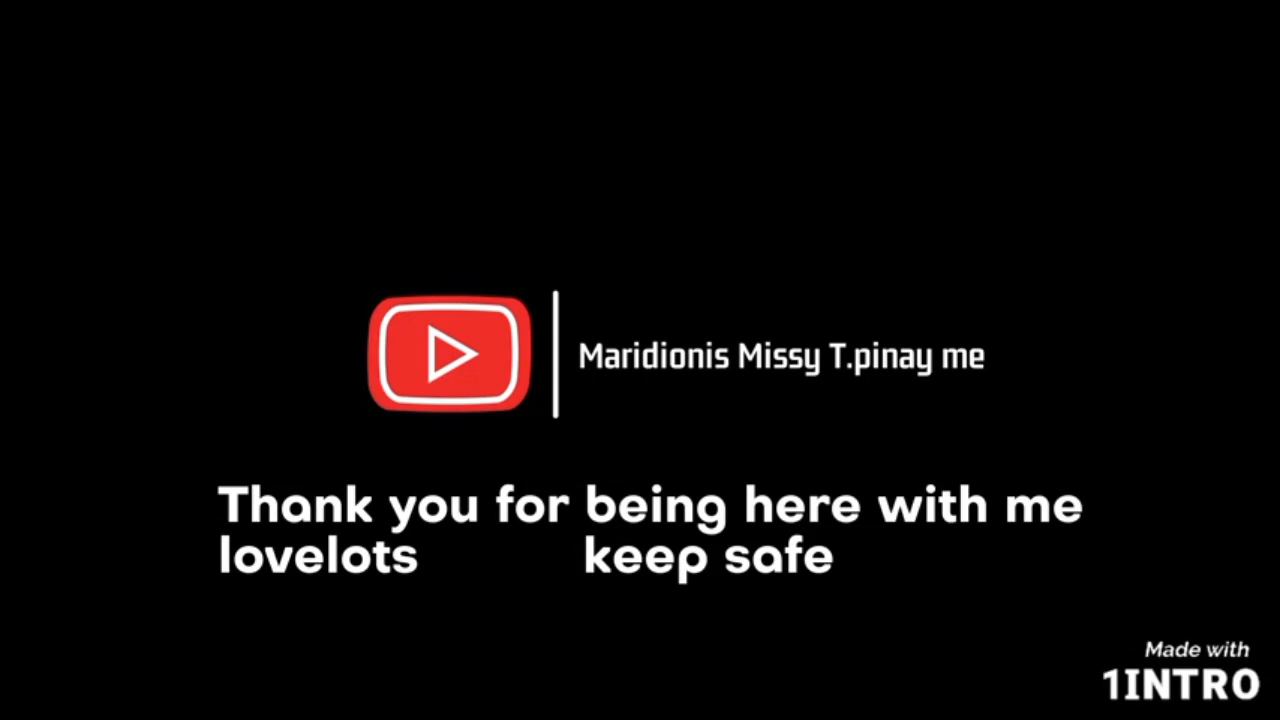 Maridionis Missy T.pinay me
Thank you for being here with me
lovelots keep safe
Made with
1INTRO